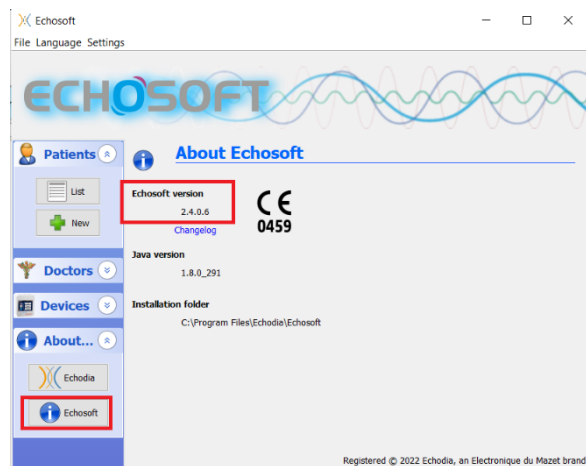 Echosoft
File Language Settings
ECHOSOFT
Patients
List
New
Doctors
Devices
About...
Echodia
Echosoft
About Echosoft
Echosoft version
2.4.0.6
Changelog
CE
0459
Java version
1.8.0_291
Installation folder
C:\Program Files\Echodia\Echosoft
Registered © 2022 Echodia, an Electronique du Mazet brand